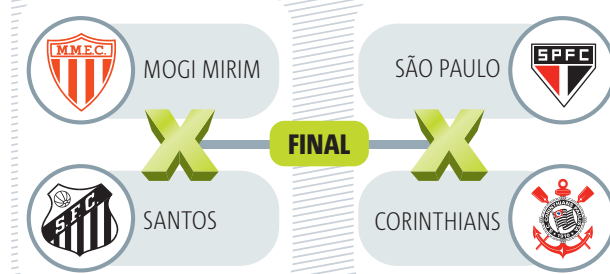 M.M.E.C.
MOGI MIRIM
SÃO PAULO
SPFC
FINAL
S.F.C.
SANTOS
CORINTHIANS